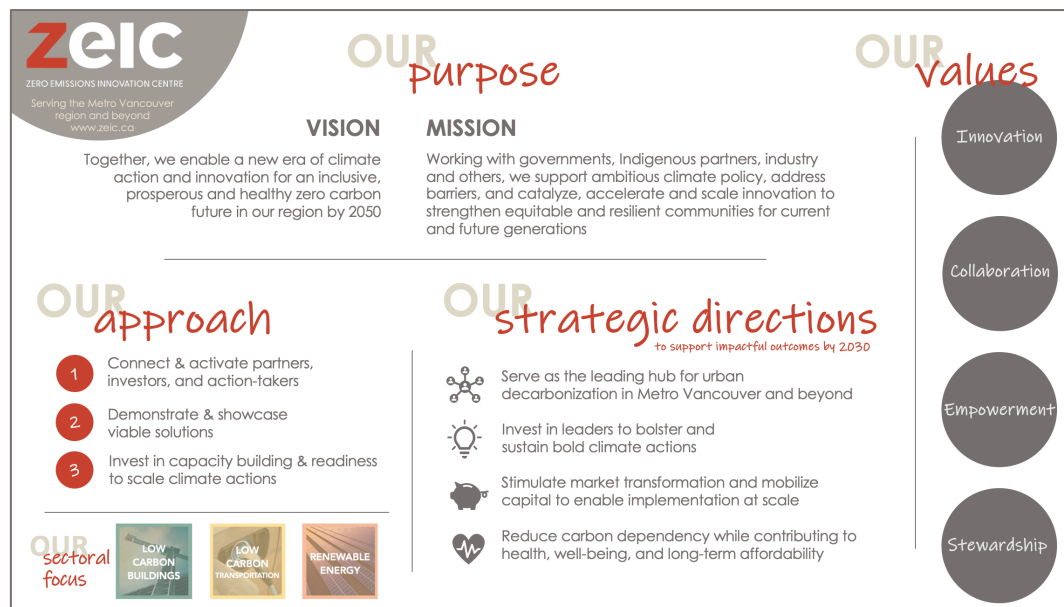 zeic
ZERO EMISSIONS INNOVATION CENTRE
Serving the Metro Vancouver
region and beyond
www.zeic.ca
OUR
purpose
VISION
Together, we enable a new era of climate
action and innovation for an inclusive,
prosperous and healthy zero carbon
future in our region by 2050
MISSION
Working with governments, Indigenous partners, industry
and others, we support ambitious climate policy, address
barriers, and catalyze, accelerate and scale innovation to
strengthen equitable and resilient communities for current
and future generations
OUR
approach
1
Connect & activate partners,
investors, and action-takers
2
Demonstrate & showcase
viable solutions
3
Invest in capacity building & readiness
to scale climate actions
OUR
sectoral
focus
LOW
CARBON
BUILDINGS
LOW
CARBON
TRANSPORTATION
RENEWABLE
ENERGY
OUR
strategic directions
to support impactful outcomes by 2030
Serve as the leading hub for urban
decarbonization in Metro Vancouver and beyond
Invest in leaders to bolster and
sustain bold climate actions
Stimulate market transformation and mobilize
capital to enable implementation at scale
Reduce carbon dependency while contributing to
health, well-being, and long-term affordability
OUR
values
Innovation
Collaboration
Empowerment
Stewardship